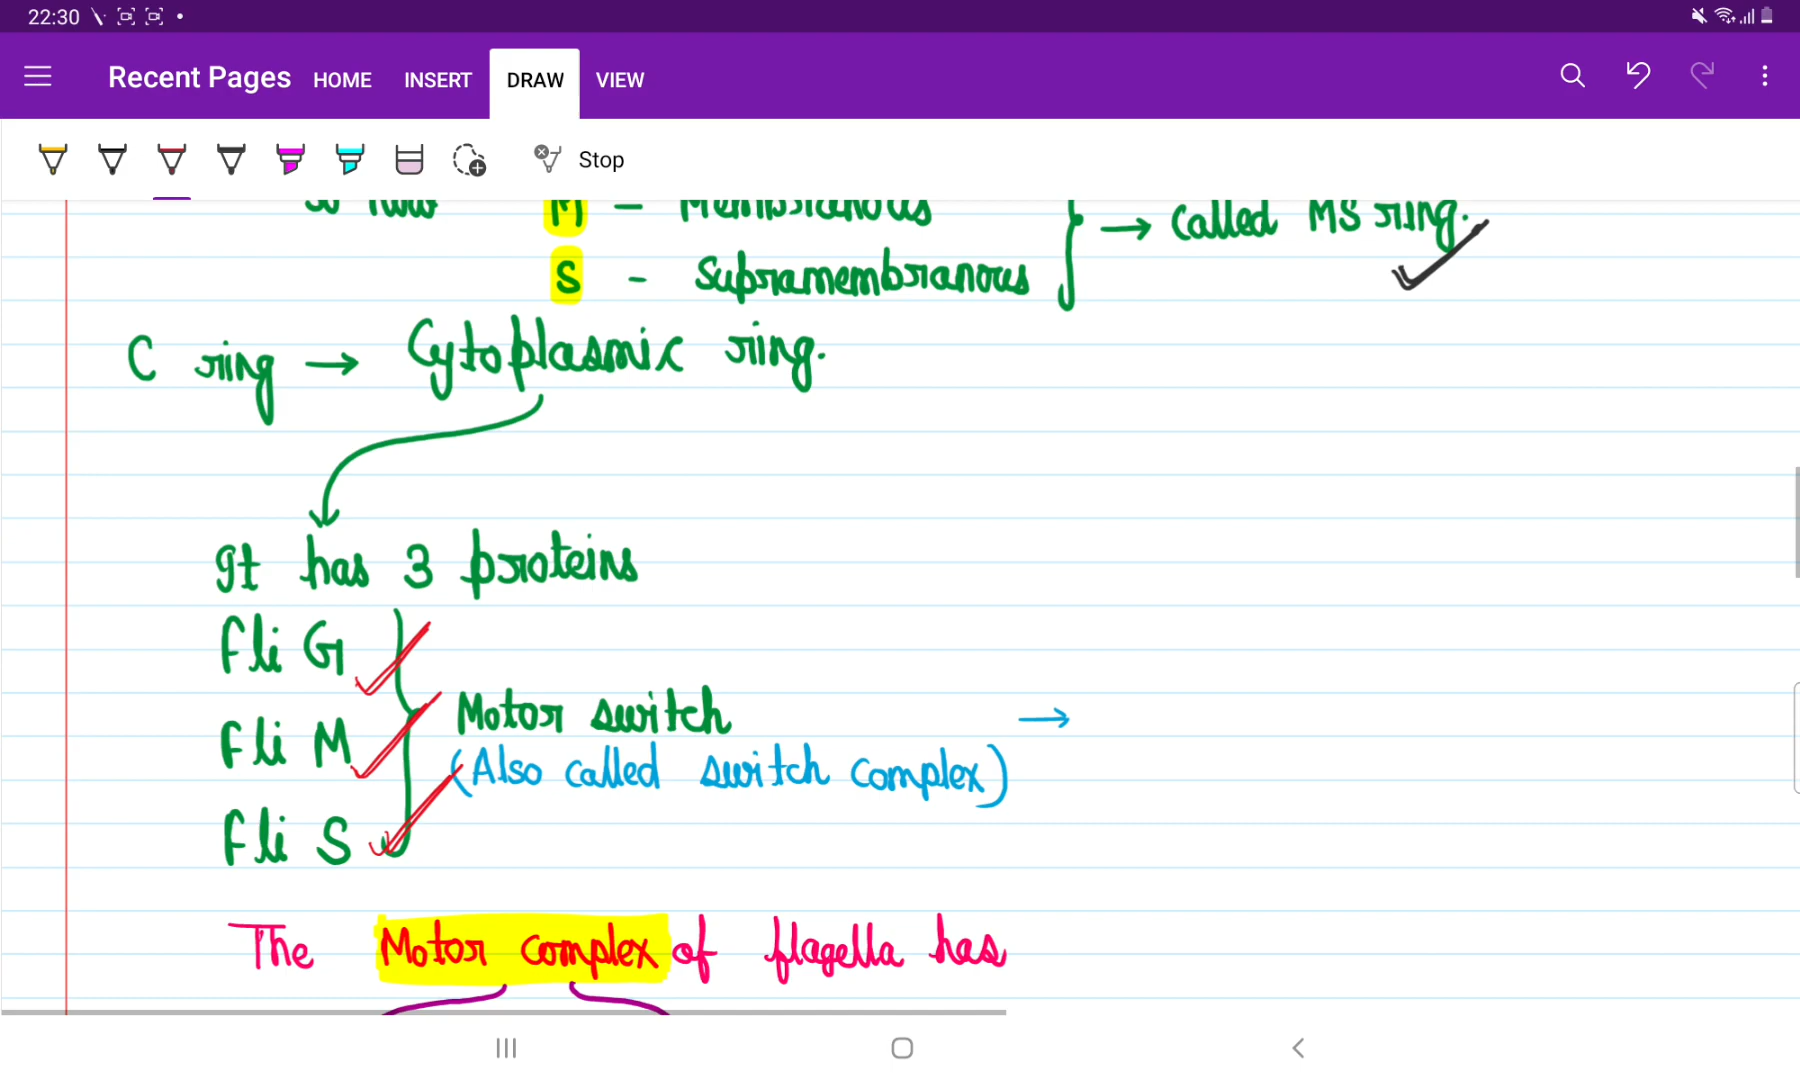 22:30
Recent Pages HOME INSERT DRAW VIEW
Stop
M - Membranous
→ called MS ring.
S - Supramembranous
C ring → Cytoplasmic ring.
It has 3 proteins
Fli G
Fli M
Motor switch →
(Also called switch complex)
Fli S
The Motor complex of flagella has